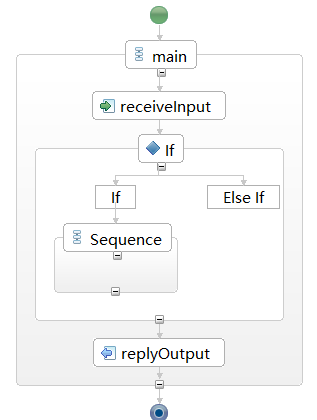 main
receiveInput
If
If
Else If
Sequence
replyOutput